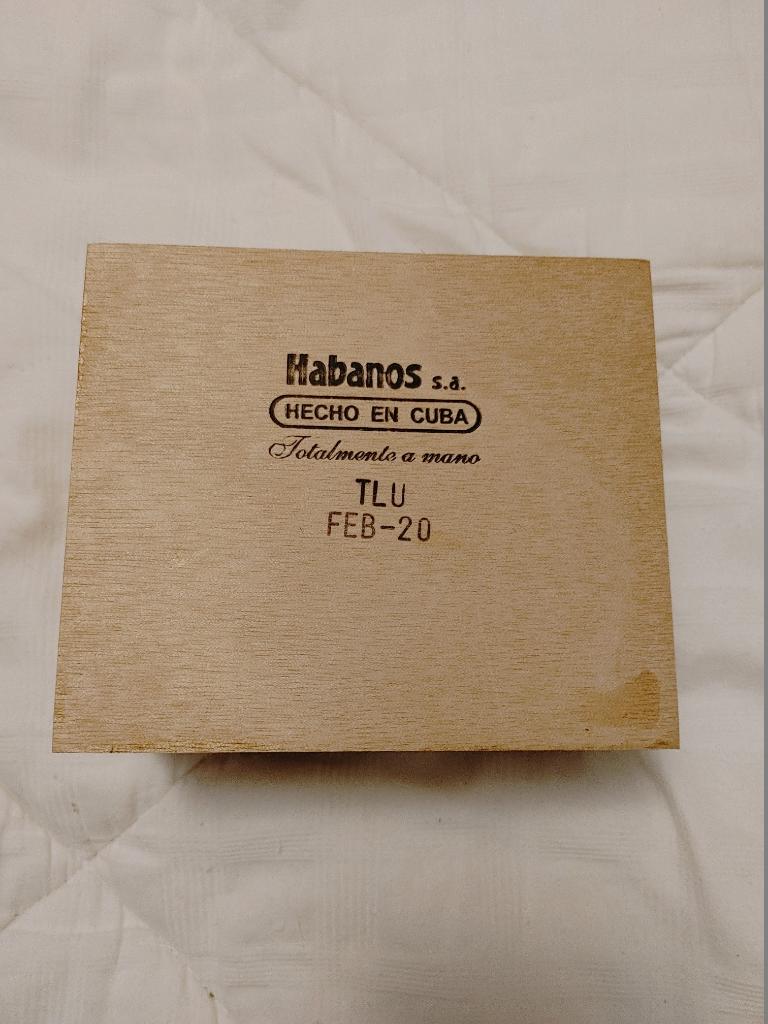 Habanos s.a.
HECHO EN CUBA
Totalmente a mano
TLU
FEB-20